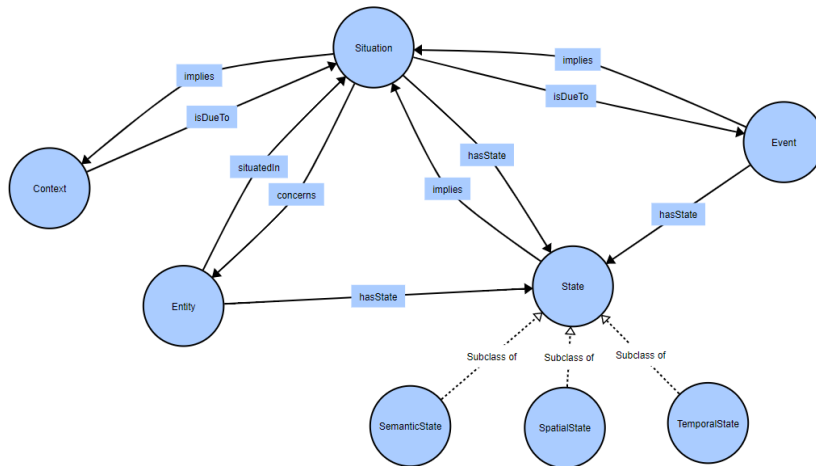 Situation
implies
implies
isDueTo
isDueTo
Event
hasState
situatedIn
Context
implies
concerns
hasState
State
hasState
Entity
Subclass of
Subclass of
Subclass of
SemanticState
SpatialState
TemporalState